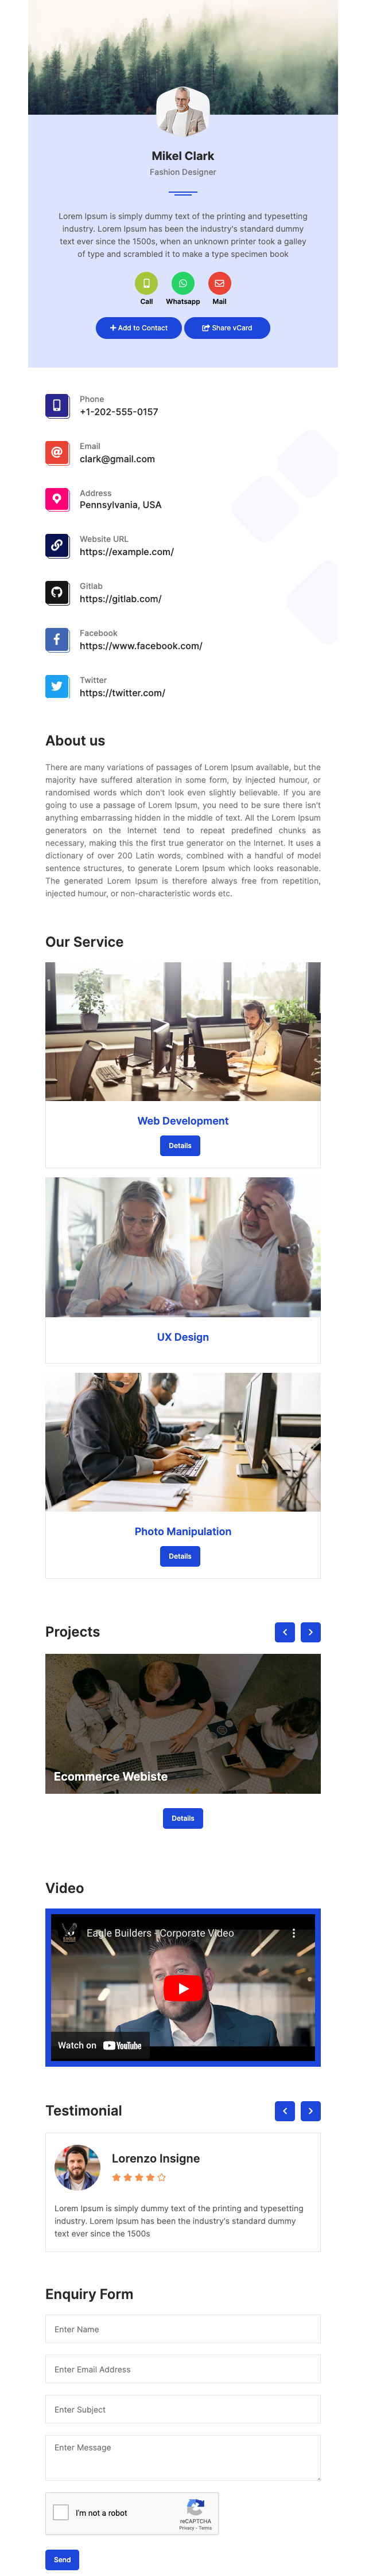 Mikel Clark
Fashion Designer
Lorem Ipsum is simply dummy text of the printing and typesetting
industry. Lorem Ipsum has been the industry's standard dummy
text ever since the 1500s, when an unknown printer took a galley
of type and scrambled it to make a type specimen book
Call Whatsapp Mail
Add to Contact Share vCard
Phone
+1-202-555-0157
Email
clark@gmail.com
Address
Pennsylvania, USA
Website URL
https://example.com/
Gitlab
https://gitlab.com/
Facebook
https://www.facebook.com/
Twitter
https://twitter.com/
About us
There are many variations of passages of Lorem Ipsum available, but the
majority have suffered alteration in some form, by injected humour, or
randomised words which don't look even slightly believable. If you are
going to use a passage of Lorem Ipsum, you need to be sure there isn't
anything embarrassing hidden in the middle of text. All the Lorem Ipsum
generators on the Internet tend to repeat predefined chunks as
necessary, making this the first true generator on the Internet. It uses a
dictionary of over 200 Latin words, combined with a handful of model
sentence structures, to generate Lorem Ipsum which looks reasonable.
The generated Lorem Ipsum is therefore always free from repetition,
injected humour, or non-characteristic words etc.
Our Service
Web Development
Details
UX Design
Photo Manipulation
Details
Projects
Ecommerce Webiste
Details
Video
Eagle Builders - Corporate Video
Watch on YouTube
Testimonial
Lorenzo Insigne
Lorem Ipsum is simply dummy text of the printing and typesetting
industry. Lorem Ipsum has been the industry's standard dummy
text ever since the 1500s
Enquiry Form
Enter Name
Enter Email Address
Enter Subject
Enter Message
I'm not a robot
reCAPTCHA
Privacy - Terms
Send